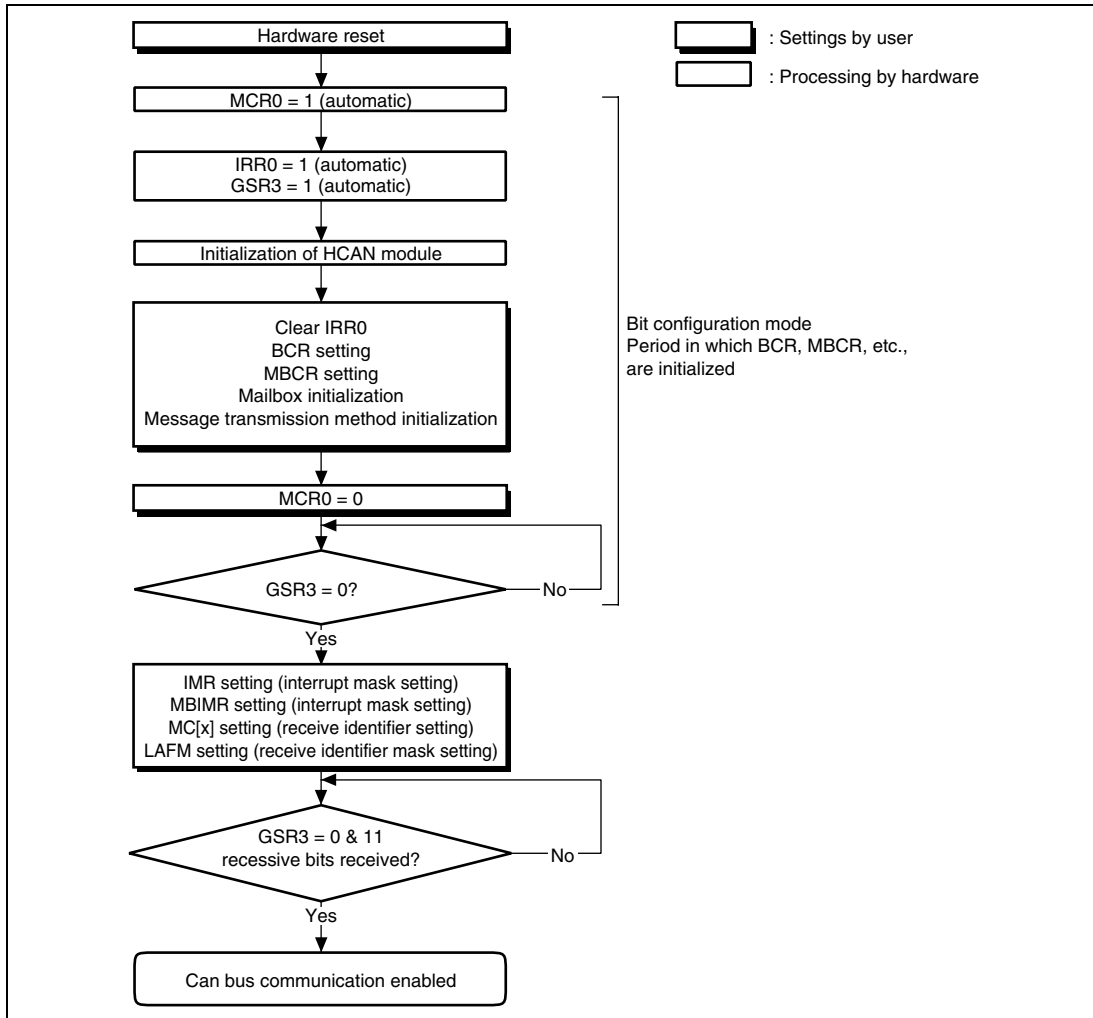 Hardware reset
: Settings by user
: Processing by hardware
MCR0 = 1 (automatic)
IRR0 = 1 (automatic)
GSR3 = 1 (automatic)
Initialization of HCAN module
Clear IRR0
BCR setting
MBCR setting
Mailbox initialization
Message transmission method initialization
Bit configuration mode
Period in which BCR, MBCR, etc.,
are initialized
MCR0 = 0
GSR3 = 0?
No
Yes
IMR setting (interrupt mask setting)
MBIMR setting (interrupt mask setting)
MC[x] setting (receive identifier setting)
LAFM setting (receive identifier mask setting)
GSR3 = 0 & 11
recessive bits received?
No
Yes
Can bus communication enabled